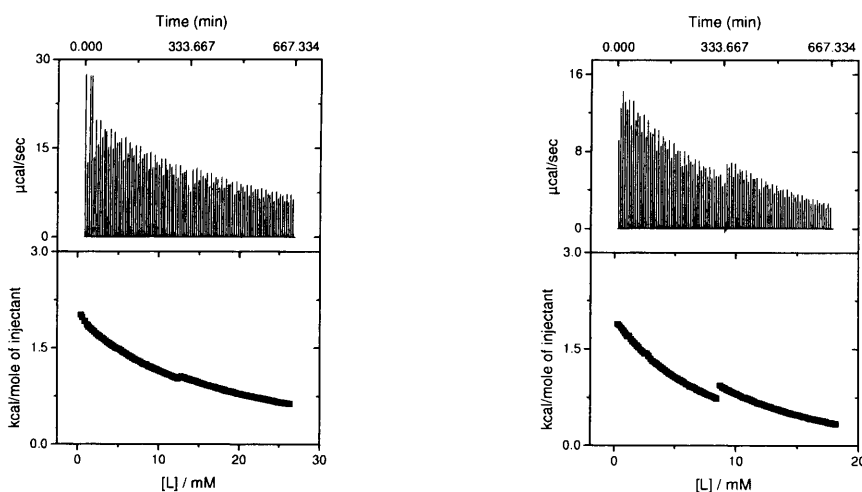 Time (min)
0.000 333.667 667.334
30
15
0
µcal/sec
3.0
1.5
0.0
kcal/mole of injectant
0 10 20 30
[L] / mM
Time (min)
0.000 333.667 667.334
16
8
0
µcal/sec
3.0
1.5
0.0
kcal/mole of injectant
0 10 20
[L] / mM